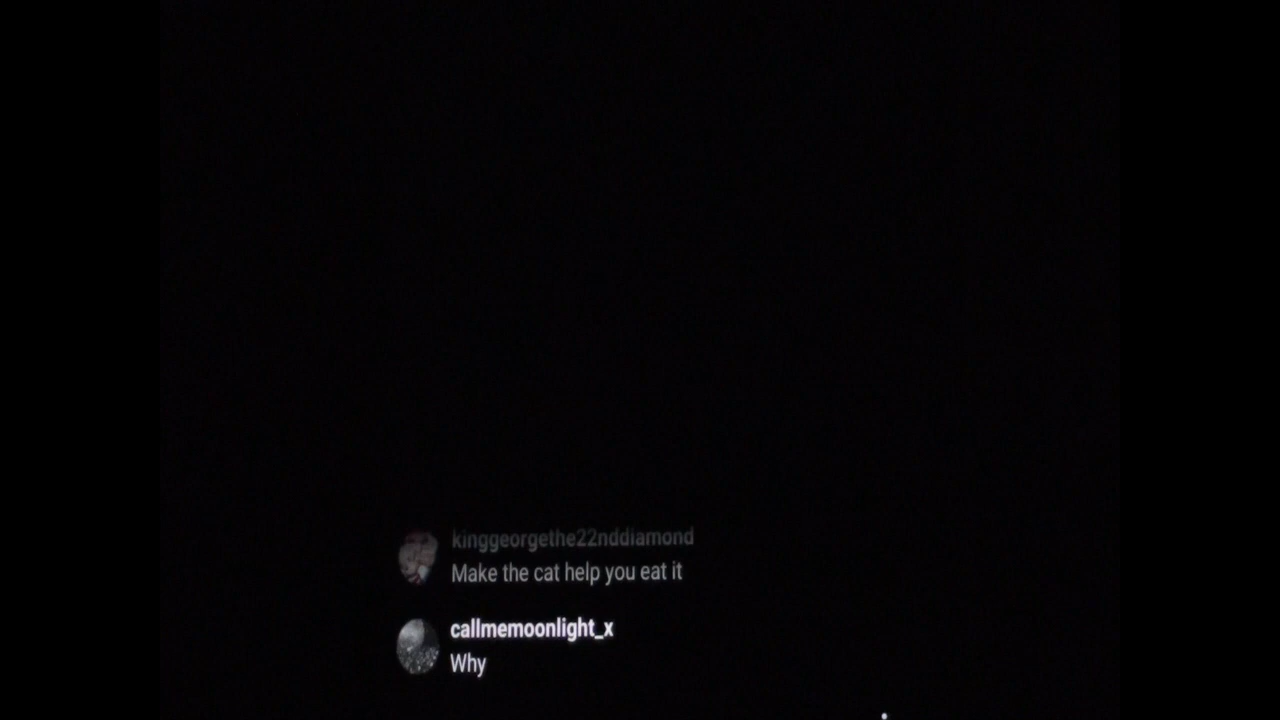 kinggeorgethe22nddiamond
Make the cat help you eat it
callmemoonlight_x
Why